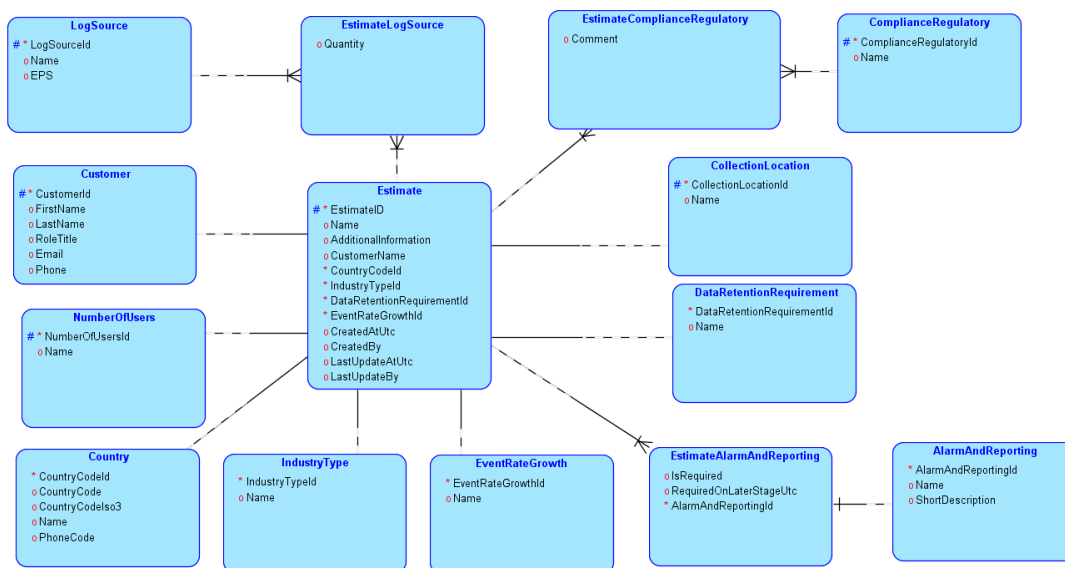 LogSource
# * LogSourceId
o Name
o EPS
EstimateLogSource
o Quantity
EstimateComplianceRegulatory
o Comment
ComplianceRegulatory
# * ComplianceRegulatoryId
o Name
Customer
# * CustomerId
o FirstName
o LastName
o RoleTitle
o Email
o Phone
Estimate
# * EstimateID
o Name
o AdditionalInformation
o CustomerName
* CountryCodeId
* IndustryTypeId
* DataRetentionRequirementId
* EventRateGrowthId
o CreatedAtUtc
o CreatedBy
o LastUpdateAtUtc
o LastUpdateBy
CollectionLocation
# * CollectionLocationId
o Name
NumberOfUsers
# * NumberOfUsersId
o Name
DataRetentionRequirement
* DataRetentionRequirementId
o Name
Country
* CountryCodeId
o CountryCode
o CountryCodeIso3
o Name
o PhoneCode
IndustryType
* IndustryTypeId
o Name
EventRateGrowth
* EventRateGrowthId
o Name
EstimateAlarmAndReporting
o IsRequired
o RequiredOnLaterStageUtc
* AlarmAndReportingId
AlarmAndReporting
* AlarmAndReportingId
o Name
o ShortDescription